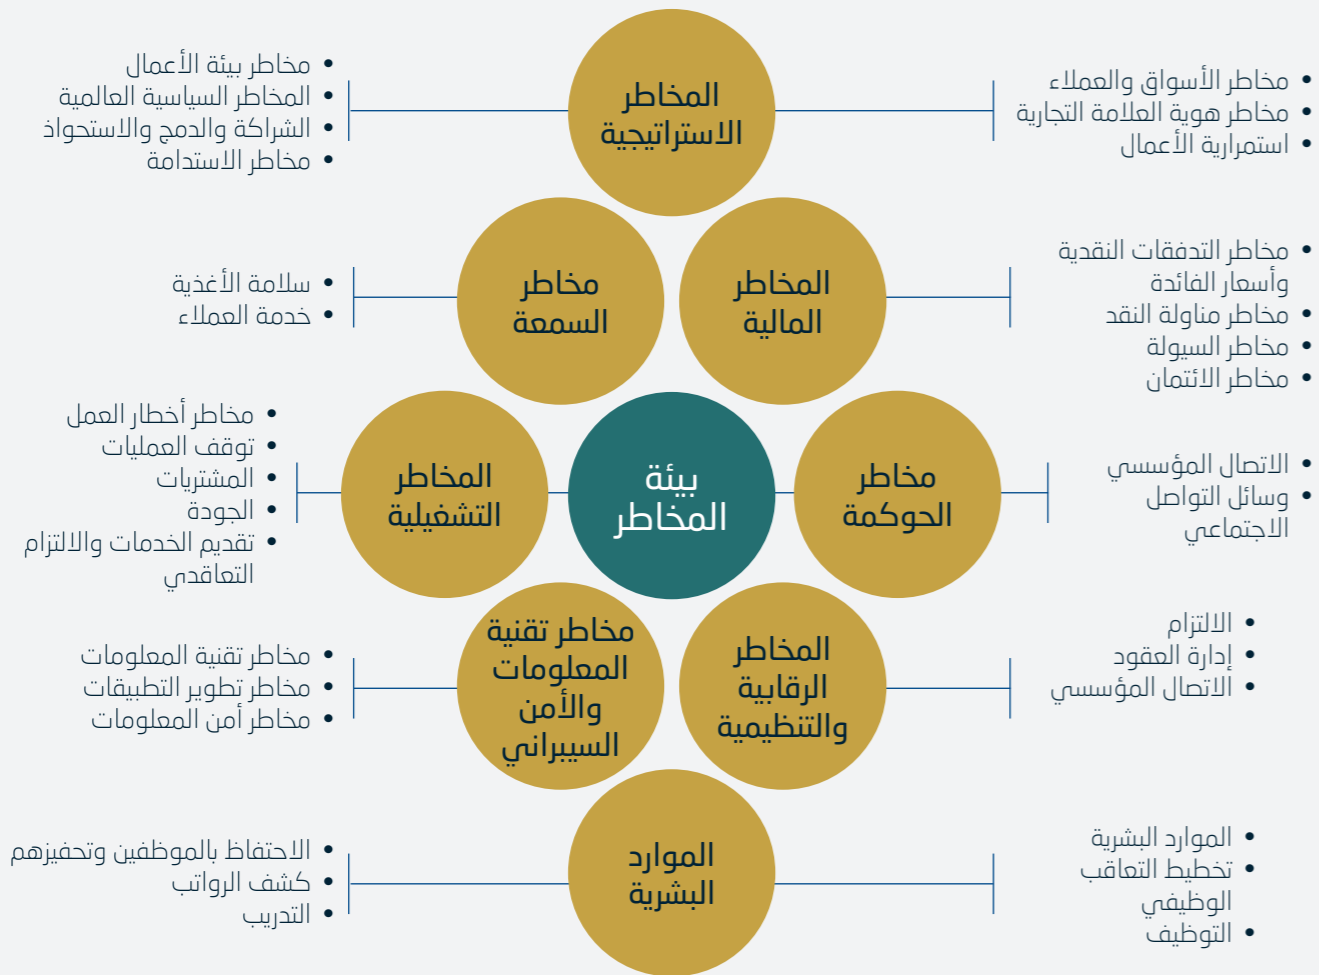 المخاطر
الاستراتيجية
• مخاطر الأسواق والعملاء
• مخاطر هوية العلامة التجارية
• استمرارية الأعمال
• مخاطر بيئة الأعمال
• المخاطر السياسية العالمية
• الشراكة والدمج والاستحواذ
• مخاطر الاستدامة
المخاطر
المالية
• مخاطر التدفقات النقدية
وأسعار الفائدة
• مخاطر مناولة النقد
• مخاطر السيولة
• مخاطر الائتمان
مخاطر
السمعة
• سلامة الأغذية
• خدمة العملاء
مخاطر
الحوكمة
• الاتصال المؤسسي
• وسائل التواصل
الاجتماعي
بيئة
المخاطر
المخاطر
التشغيلية
• مخاطر أخطار العمل
• توقف العمليات
• المشتريات
• الجودة
• تقديم الخدمات والالتزام
التعاقدي
المخاطر
الرقابية
والتنظيمية
• الالتزام
• إدارة العقود
• الاتصال المؤسسي
مخاطر تقنية
المعلومات
والأمن
السيبراني
• مخاطر تقنية المعلومات
• مخاطر تطوير التطبيقات
• مخاطر أمن المعلومات
الموارد
البشرية
• الموارد البشرية
• تخطيط التعاقب
الوظيفي
• التوظيف
• الاحتفاظ بالموظفين وتحفيزهم
• كشف الرواتب
• التدريب